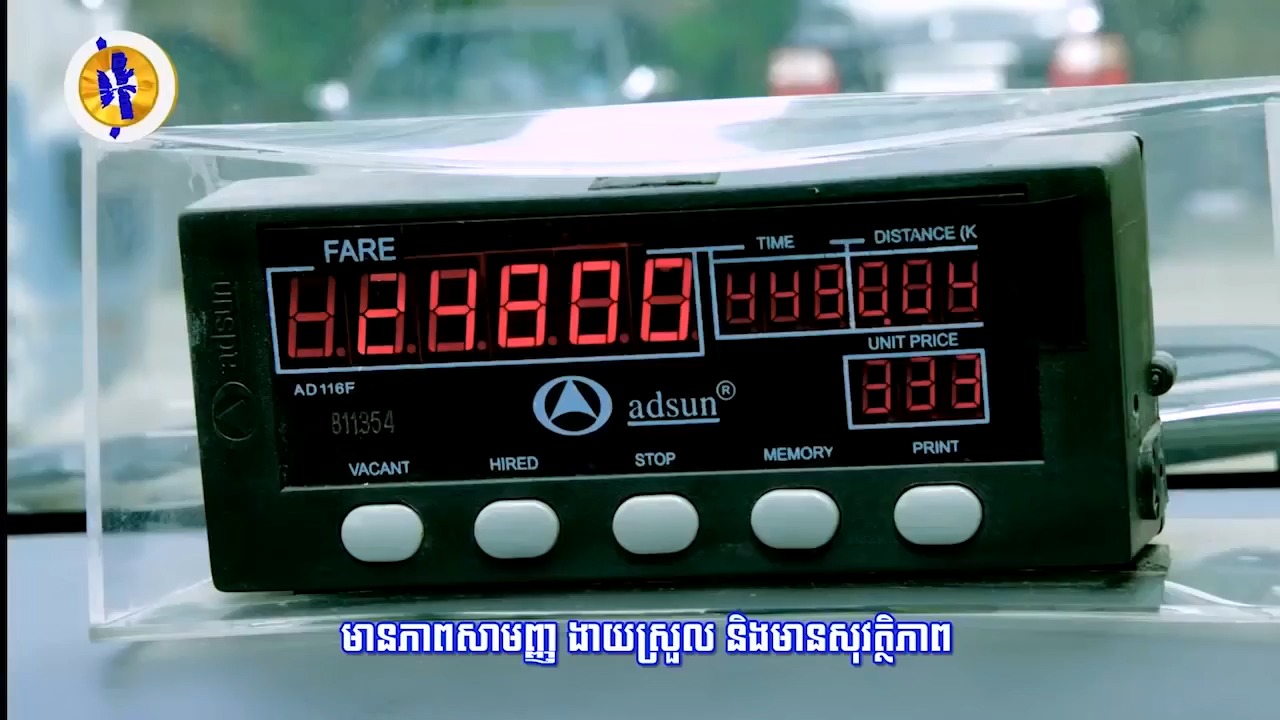 FARE
TIME
DISTANCE (K
UNIT PRICE
adsun
AD116F
811354
adsun®
VACANT
HIRED
STOP
MEMORY
PRINT
មានភាពសាមញ្ញ ងាយស្រួល និងមានសុវត្ថិភាព